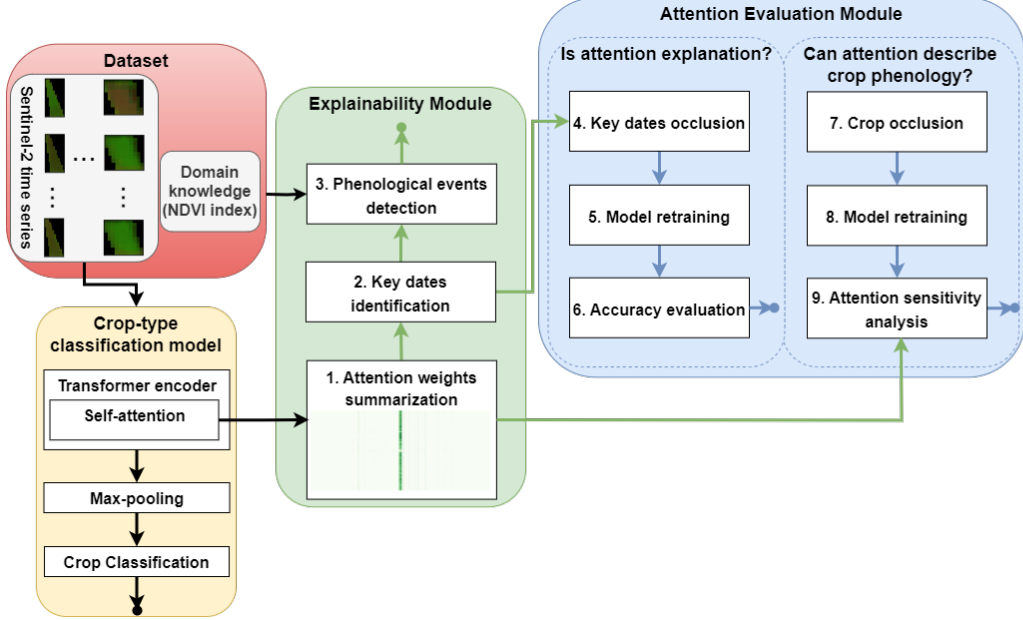 Dataset
Sentinel-2 time series
Domain
knowledge
(NDVI index)
Crop-type
classification model
Transformer encoder
Self-attention
Max-pooling
Crop Classification
Explainability Module
3. Phenological events
detection
2. Key dates
identification
1. Attention weights
summarization
Attention Evaluation Module
Is attention explanation?
4. Key dates occlusion
5. Model retraining
6. Accuracy evaluation
Can attention describe
crop phenology?
7. Crop occlusion
8. Model retraining
9. Attention sensitivity
analysis